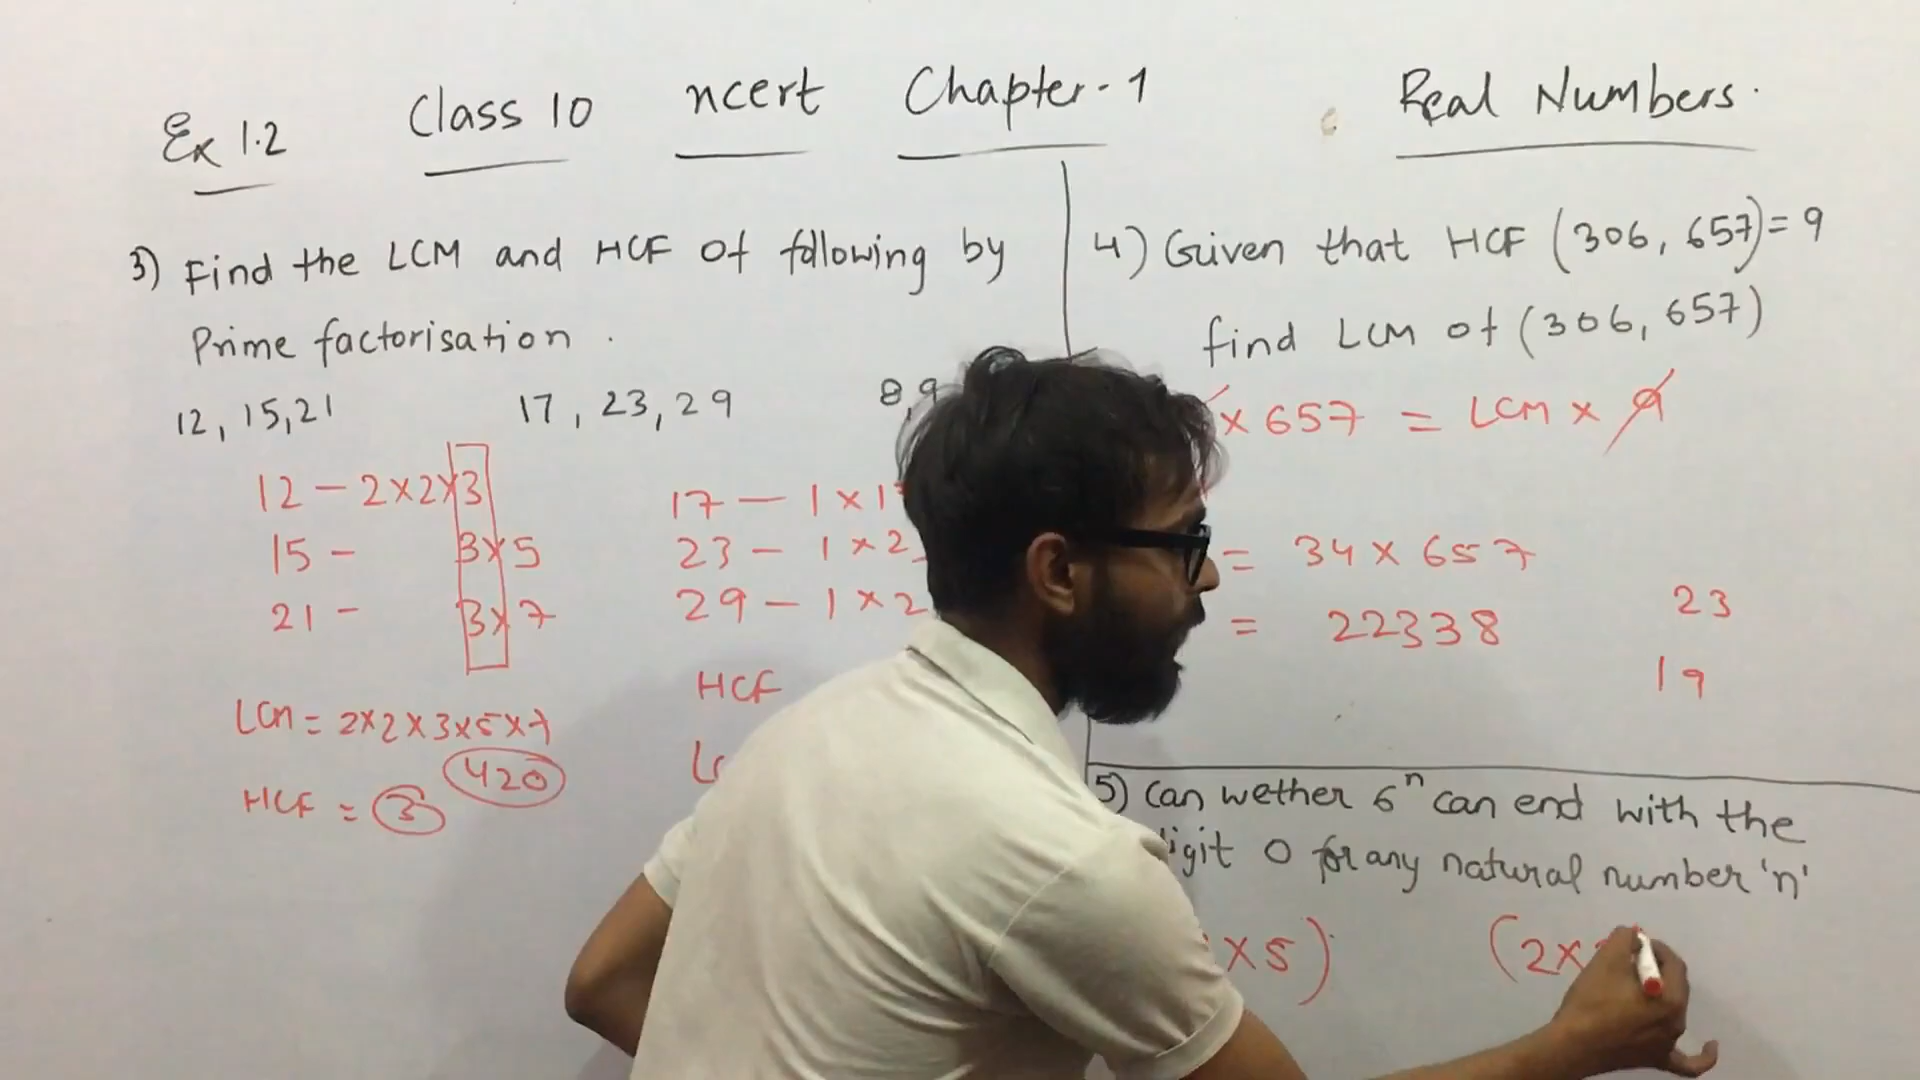 Ex 1.2 Class 10 ncert Chapter-1 Real Numbers.
3) Find the LCM and HCF of following by
Prime factorisation.
12, 15, 21 17, 23, 29 8, 9
12 - 2×2×3
15 - 3×5
21 - 3×7
LCM = 2×2×3×5×7
420
HCF = 3
17 - 1×1
23 - 1×2
29 - 1×2
HCF
4) Given that HCF (306, 657) = 9
find LCM of (306, 657)
×657 = LCM × 9
= 34×657
= 22338
23
19
5) Can wether 6ⁿ can end with the
digit 0 for any natural number 'n'
×5) (2×